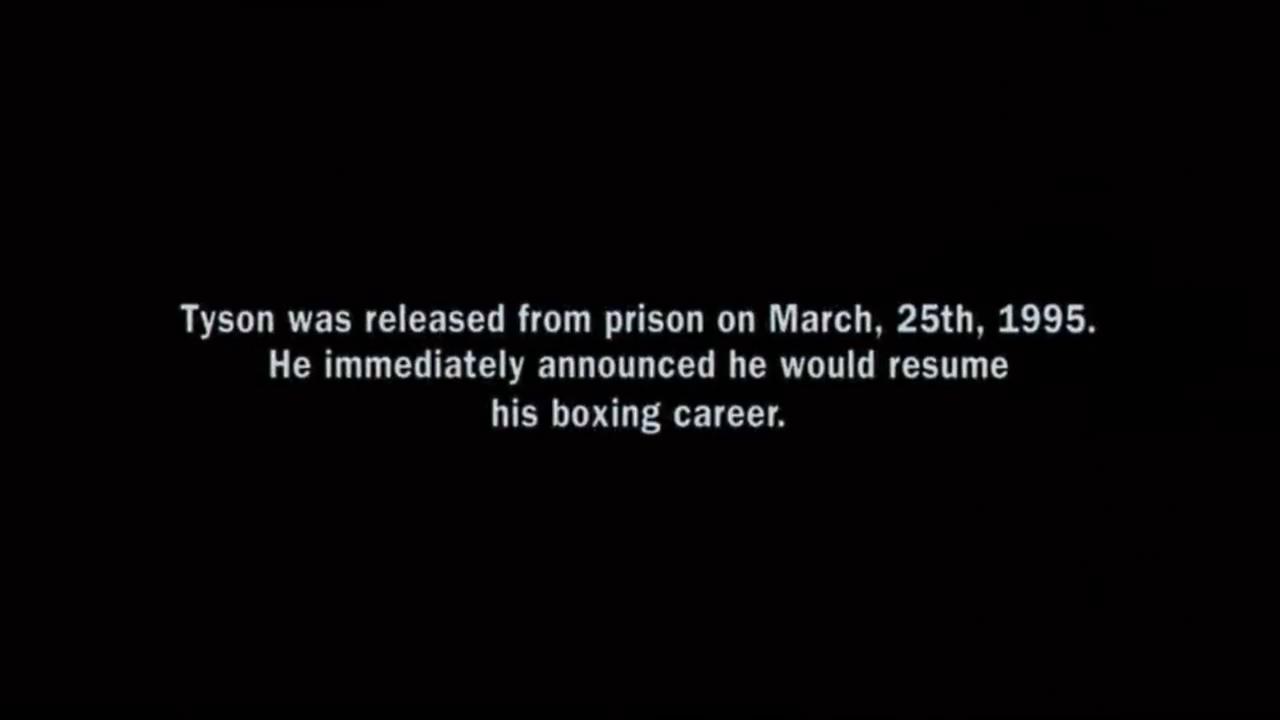 Tyson was released from prison on March, 25th, 1995.
He immediately announced he would resume
his boxing career.